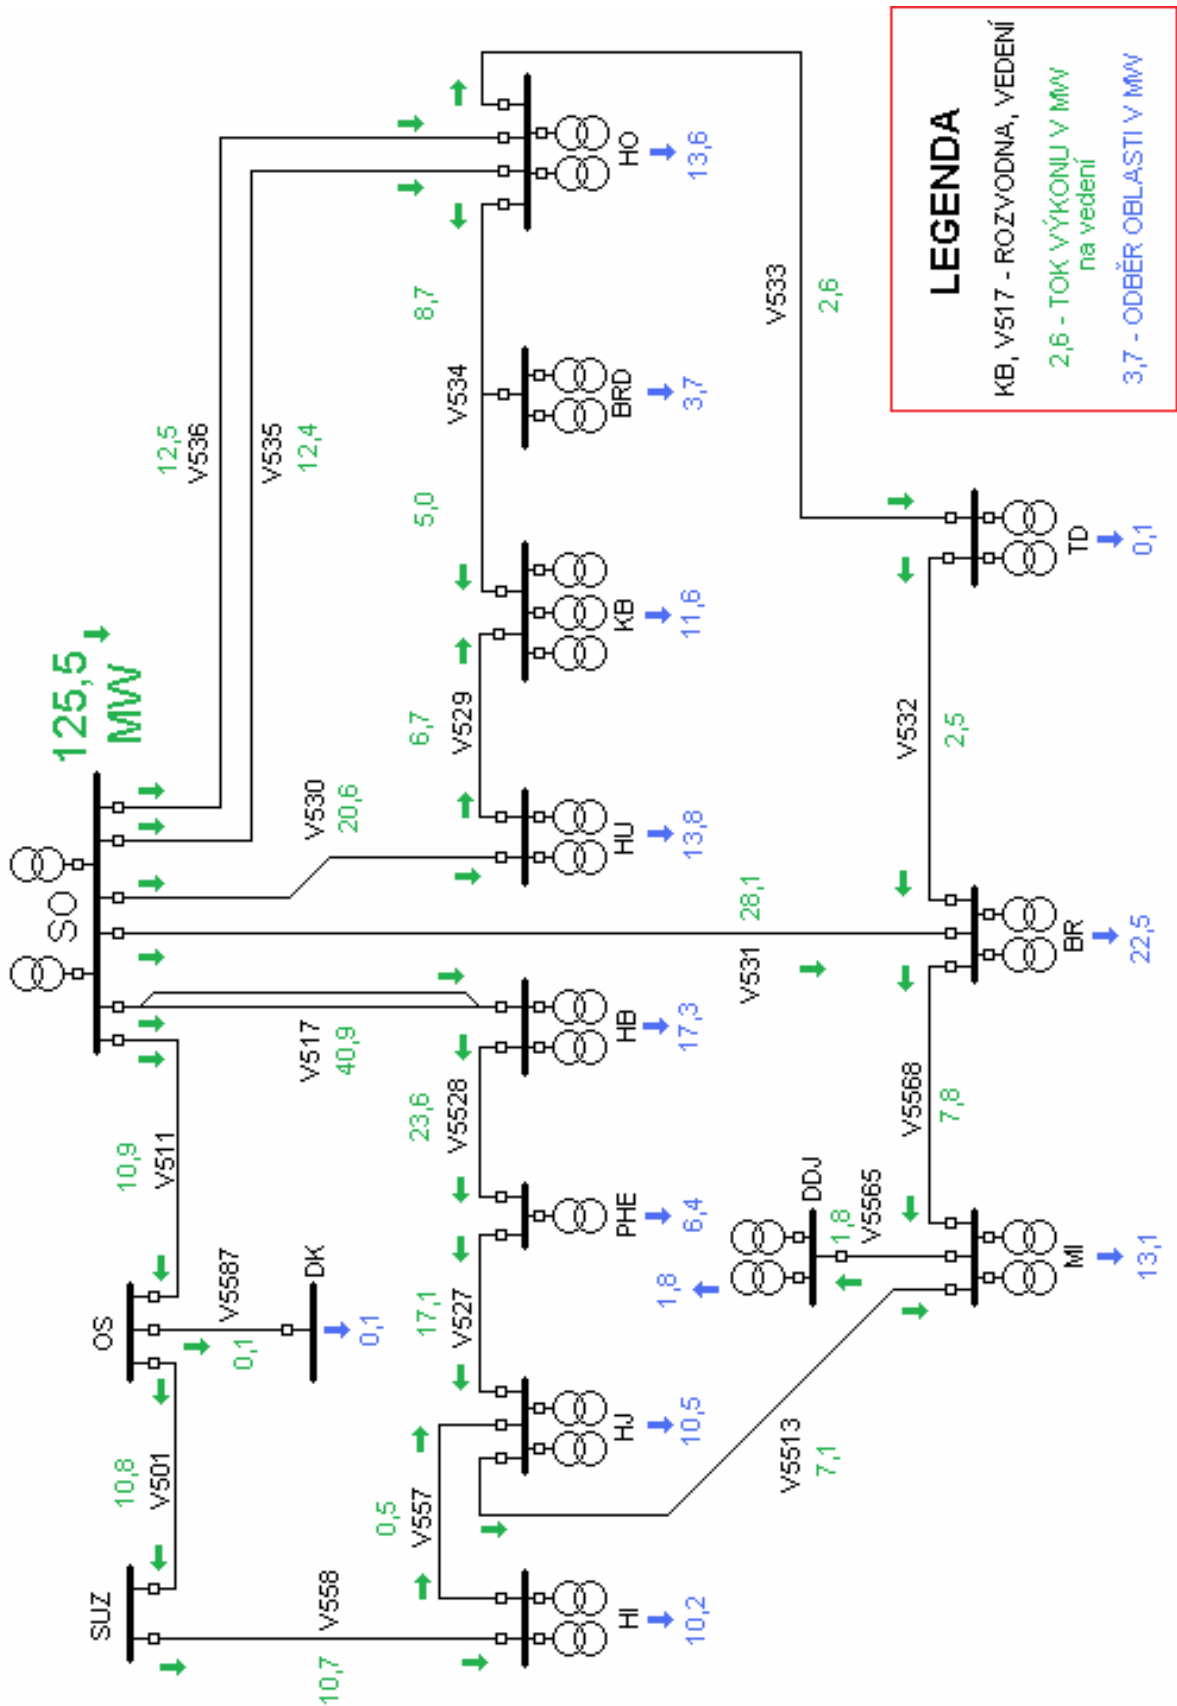 125,5
MW
SO
12,5
V536
V535
12,4
V530
20,6
V517
40,9
10,9
V511
OS
V5587
0,1
DK
0,1
10,8
V501
SUZ
V558
10,7
HO
13,6
8,7
V534
BRD
3,7
5,0
KB
11,6
6,7
V529
HU
13,8
28,1
V531
HB
17,3
23,6
V5528
PHE
6,4
17,1
V527
HJ
10,5
0,5
V557
HI
10,2
V533
2,6
TD
0,1
V532
2,5
BR
22,5
V5568
7,8
DDJ
1,8
V5565
1,8
MI
13,1
V5513
7,1
LEGENDA
KB, V517 - ROZVODNA, VEDENÍ
2,6 - TOK VÝKONU V MW
na vedení
3,7 - ODBĚR OBLASTI V MW